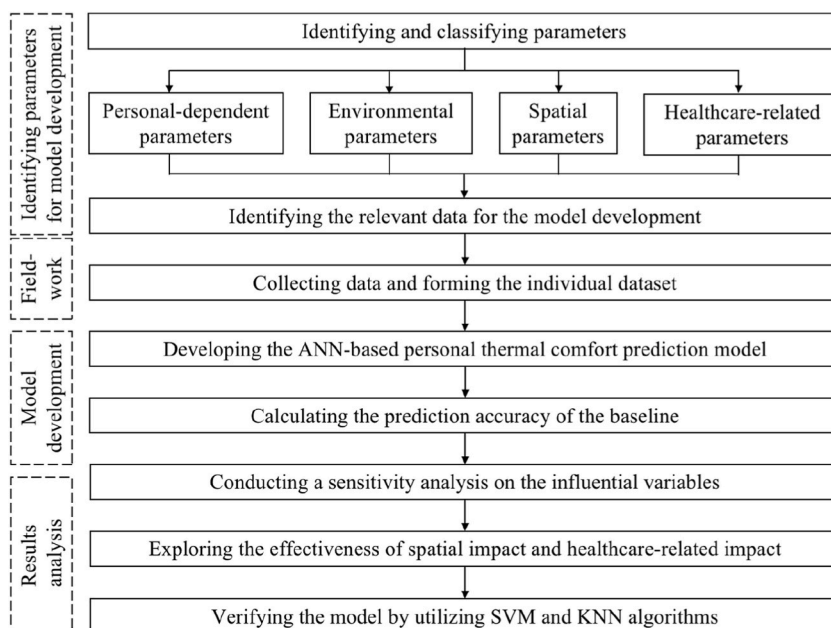 Identifying parameters
for model development
Identifying and classifying parameters
Personal-dependent
parameters
Environmental
parameters
Spatial
parameters
Healthcare-related
parameters
Identifying the relevant data for the model development
Field-
work
Collecting data and forming the individual dataset
Model
development
Developing the ANN-based personal thermal comfort prediction model
Calculating the prediction accuracy of the baseline
Results
analysis
Conducting a sensitivity analysis on the influential variables
Exploring the effectiveness of spatial impact and healthcare-related impact
Verifying the model by utilizing SVM and KNN algorithms